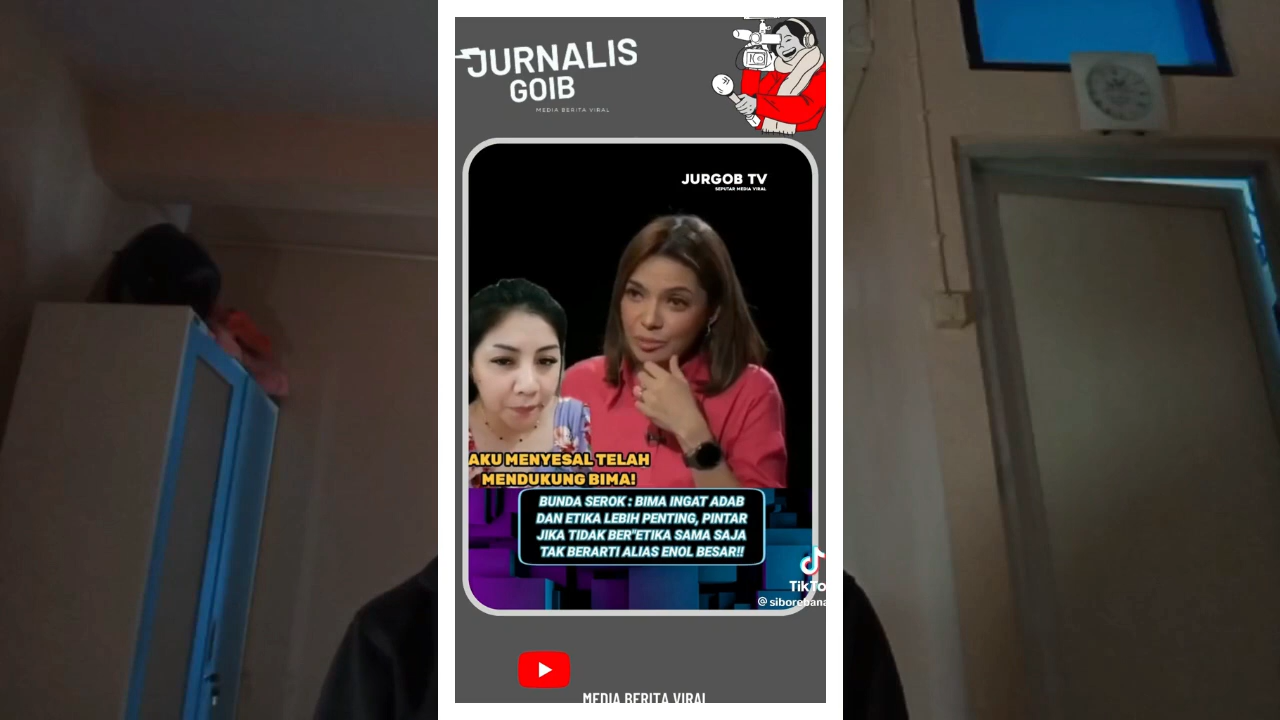 JURNALIS
GOIB
MEDIA BERITA VIRAL
JURGOB TV
SEPUTAR MEDIA VIRAL
AKU MENYESAL TELAH
MENDUKUNG BIMA!
BUNDA SEROK : BIMA INGAT ADAB
DAN ETIKA LEBIH PENTING, PINTAR
JIKA TIDAK BER"ETIKA SAMA SAJA
TAK BERARTI ALIAS ENOL BESAR!!
TikTo
@siborebana
MEDIA BERITA VIRAL